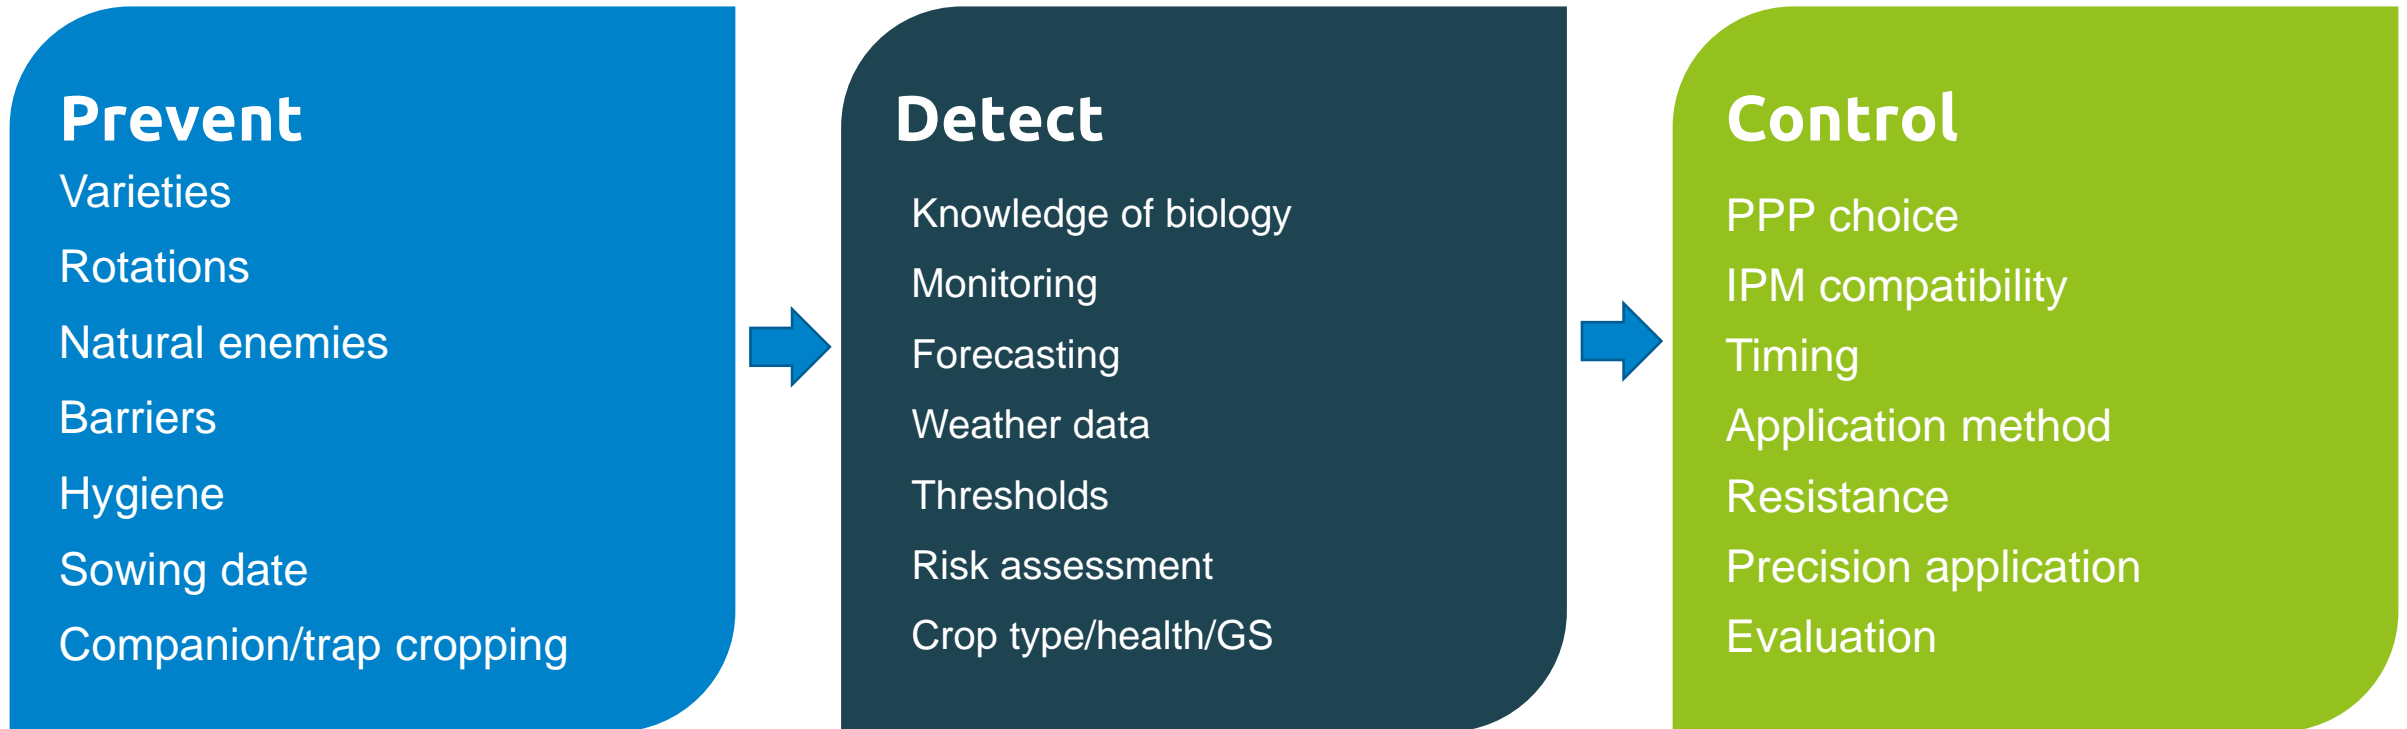 Prevent
Varieties
Rotations
Natural enemies
Barriers
Hygiene
Sowing date
Companion/trap cropping
Detect
Knowledge of biology
Monitoring
Forecasting
Weather data
Thresholds
Risk assessment
Crop type/health/GS
Control
PPP choice
IPM compatibility
Timing
Application method
Resistance
Precision application
Evaluation